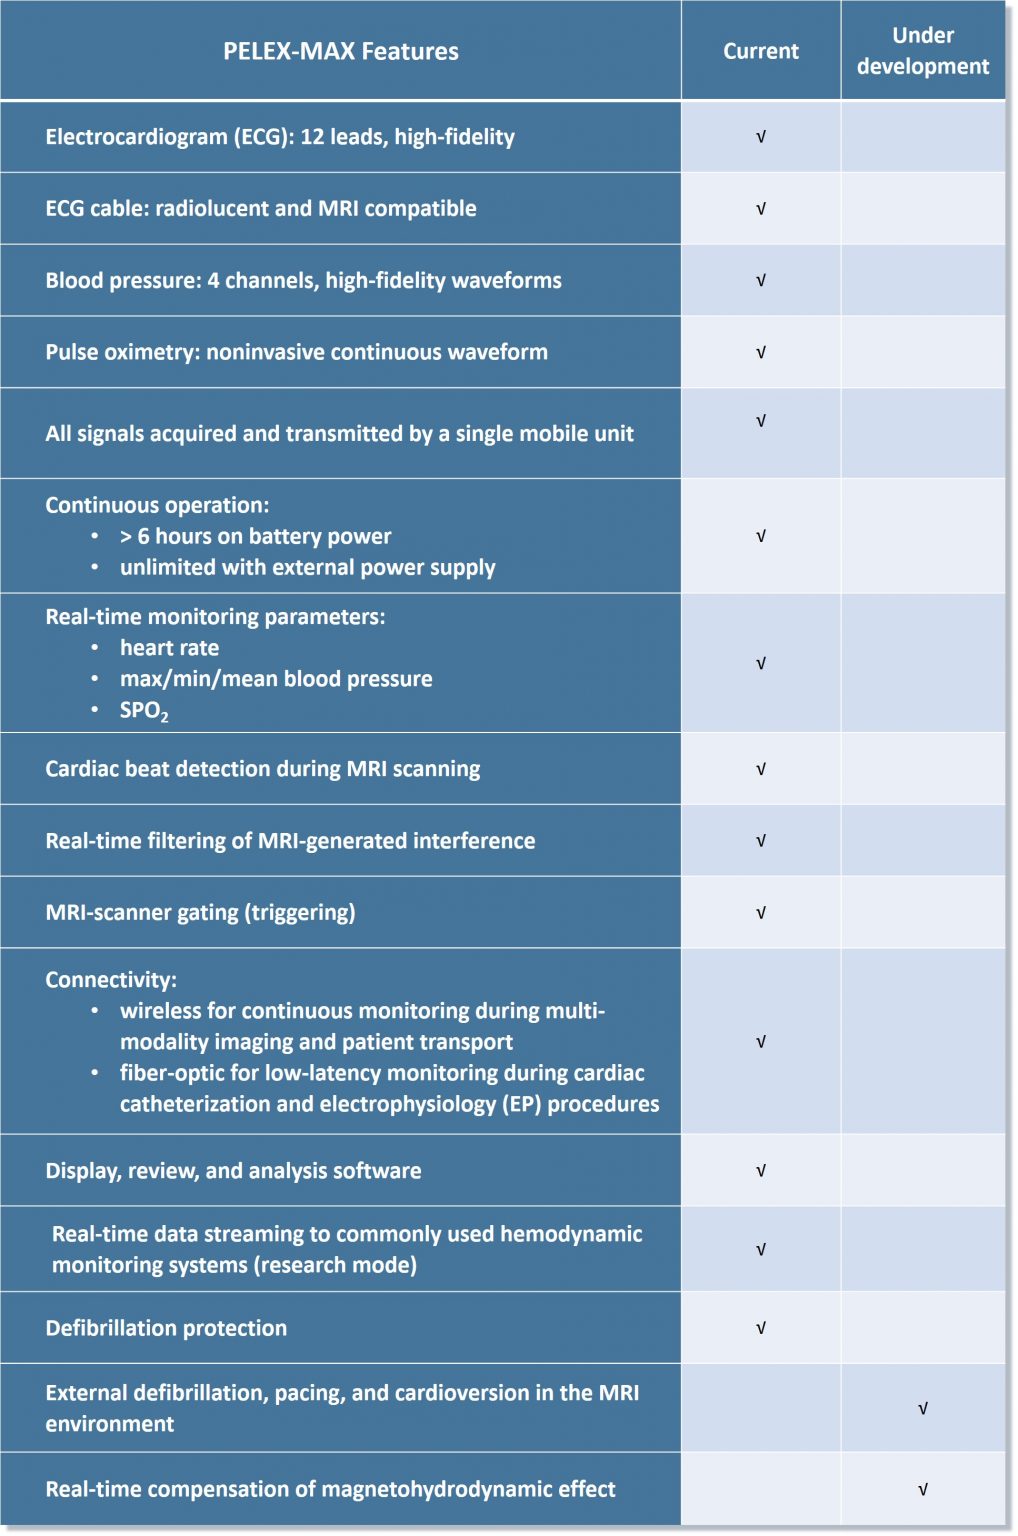 PELEX-MAX Features
Current
Under
development
Electrocardiogram (ECG): 12 leads, high-fidelity
√
ECG cable: radiolucent and MRI compatible
√
Blood pressure: 4 channels, high-fidelity waveforms
√
Pulse oximetry: noninvasive continuous waveform
√
All signals acquired and transmitted by a single mobile unit
√
Continuous operation:
• > 6 hours on battery power
• unlimited with external power supply
√
Real-time monitoring parameters:
• heart rate
• max/min/mean blood pressure
• SPO₂
√
Cardiac beat detection during MRI scanning
√
Real-time filtering of MRI-generated interference
√
MRI-scanner gating (triggering)
√
Connectivity:
• wireless for continuous monitoring during multi-
modality imaging and patient transport
• fiber-optic for low-latency monitoring during cardiac
catheterization and electrophysiology (EP) procedures
√
Display, review, and analysis software
√
Real-time data streaming to commonly used hemodynamic
monitoring systems (research mode)
√
Defibrillation protection
√
External defibrillation, pacing, and cardioversion in the MRI
environment
√
Real-time compensation of magnetohydrodynamic effect
√